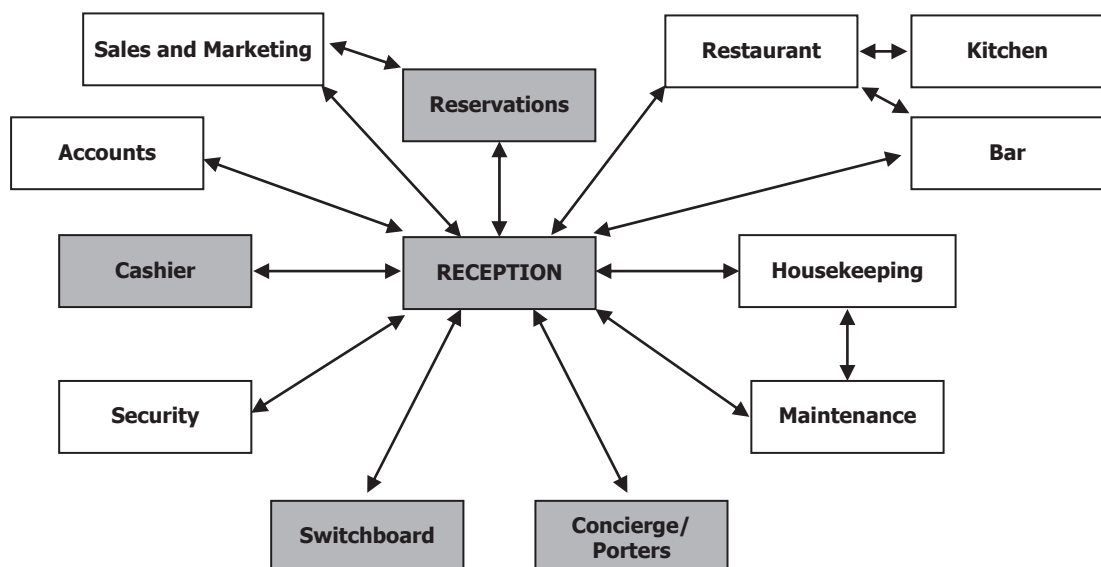 Sales and Marketing
Restaurant
Kitchen
Reservations
Accounts
Bar
Cashier
RECEPTION
Housekeeping
Security
Maintenance
Switchboard
Concierge/
Porters